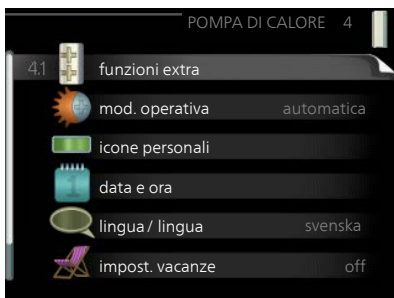 POMPA DI CALORE 4
4.1 funzioni extra
mod. operativa automatica
icone personali
data e ora
lingua / lingua svenska
impost. vacanze off